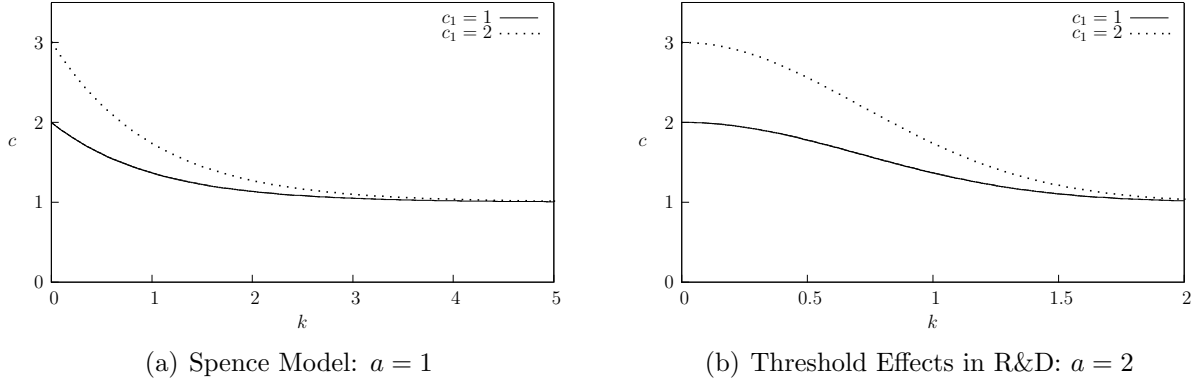 c₁ = 1
c₁ = 2
3
2
1
0
c
0 1 2 3 4 5
k
(a) Spence Model: a = 1
c₁ = 1
c₁ = 2
3
2
1
0
c
0 0.5 1 1.5 2
k
(b) Threshold Effects in R&D: a = 2